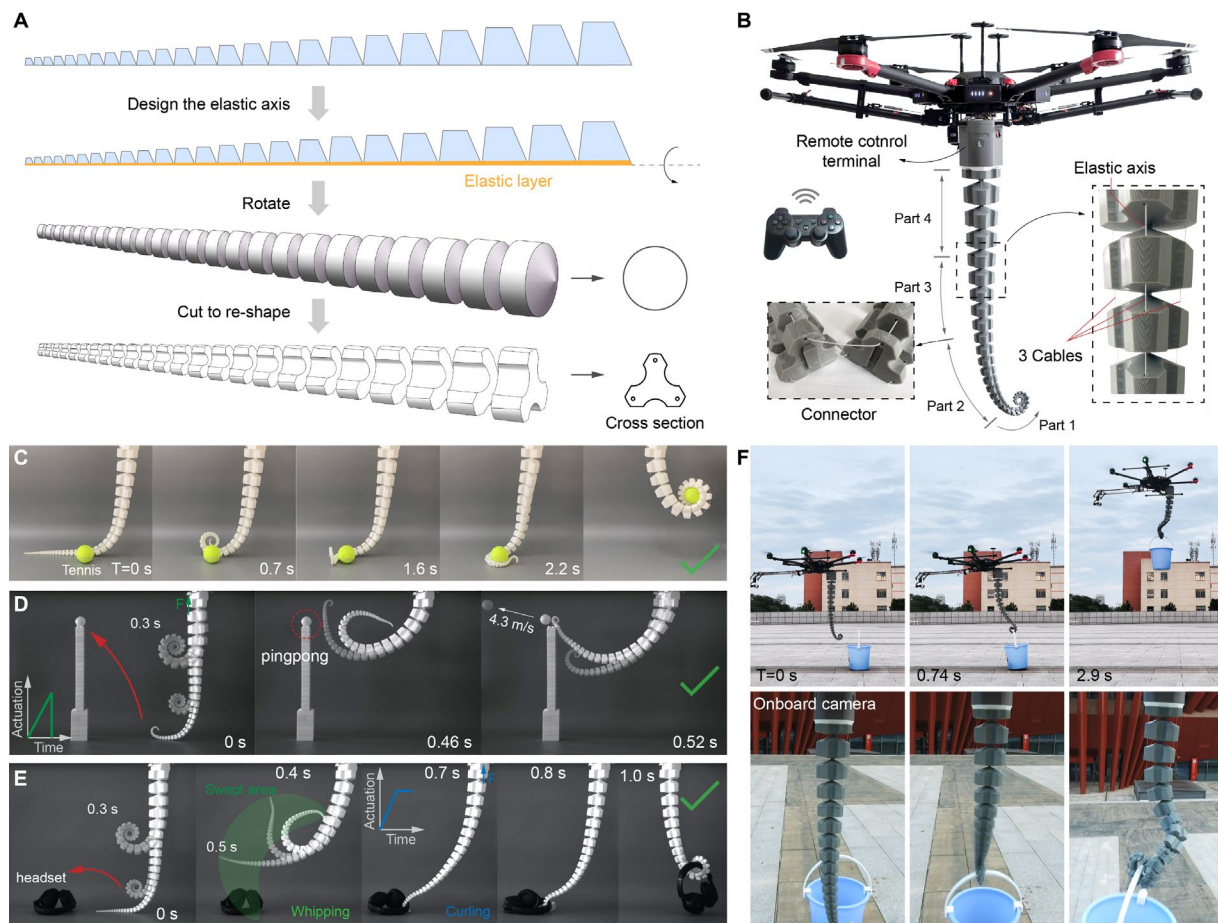 A
Design the elastic axis
Elastic layer
Rotate
Cut to re-shape
Cross section
B
Remote cotnrol
terminal
Elastic axis
Part 4
Part 3
3 Cables
Connector
Part 2
Part 1
C
Tennis
T=0 s
0.7 s
1.6 s
2.2 s
D
F
0.3 s
Actuation
Time
0 s
pingpong
0.46 s
4.3 m/s
0.52 s
E
0.3 s
headset
0 s
0.4 s
Swept area
0.5 s
Whipping
0.7 s
F
Actuation
Time
Curling
0.8 s
1.0 s
F
T=0 s
0.74 s
2.9 s
Onboard camera